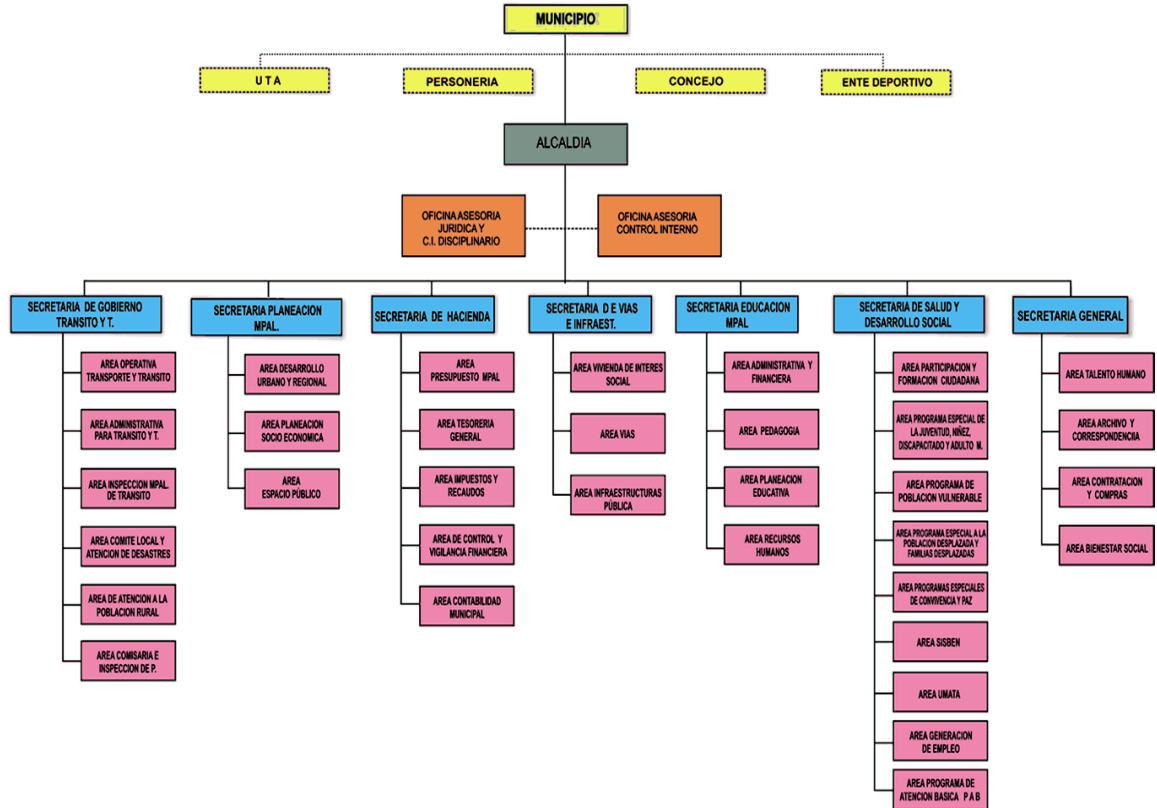 MUNICIPIO
U T A
PERSONERIA
CONCEJO
ENTE DEPORTIVO
ALCALDIA
OFICINA ASESORIA
JURIDICA Y
C.I. DISCIPLINARIO
OFICINA ASESORIA
CONTROL INTERNO
SECRETARIA DE GOBIERNO
TRANSITO Y T.
AREA OPERATIVA
TRANSPORTE Y TRANSITO
AREA ADMINISTRATIVA
PARA TRANSITO Y T.
AREA INSPECCION MPAL.
DE TRANSITO
AREA COMITE LOCAL Y
ATENCION DE DESASTRES
AREA DE ATENCION A LA
POBLACION RURAL
AREA COMISARIA E
INSPECCION DE P.
SECRETARIA PLANEACION
MPAL.
AREA DESARROLLO
URBANO Y REGIONAL
AREA PLANEACION
SOCIO ECONOMICA
AREA
ESPACIO PÚBLICO
SECRETARIA DE HACIENDA
AREA
PRESUPUESTO MPAL
AREA TESORERIA
GENERAL
AREA IMPUESTOS Y
RECAUDOS
AREA DE CONTROL Y
VIGILANCIA FINANCIERA
AREA CONTABILIDAD
MUNICIPAL
SECRETARIA D E VIAS
E INFRAEST.
AREA VIVIENDA DE INTERES
SOCIAL
AREA VIAS
AREA INFRAESTRUCTURAS
PÚBLICA
SECRETARIA EDUCACION
MPAL
AREA ADMINISTRATIVA Y
FINANCIERA
AREA PEDAGOGIA
AREA PLANEACION
EDUCATIVA
AREA RECURSOS
HUMANOS
SECRETARIA DE SALUD Y
DESARROLLO SOCIAL
AREA PARTICIPACION Y
FORMACION CIUDADANA
AREA PROGRAMA ESPECIAL DE
LA JUVENTUD, NIÑEZ,
DISCAPACITADO Y ADULTO M.
AREA PROGRAMA DE
POBLACION VULNERABLE
AREA PROGRAMA ESPECIAL A LA
POBLACION DESPLAZADA Y
FAMILIAS DESPLAZADAS
AREA PROGRAMAS ESPECIALES
DE CONVIVENCIA Y PAZ
AREA SISBEN
AREA UMATA
AREA GENERACION
DE EMPLEO
AREA PROGRAMA DE
ATENCION BASICA P A B
SECRETARIA GENERAL
AREA TALENTO HUMANO
AREA ARCHIVO Y
CORRESPONDENCIIA
AREA CONTRATACION
Y COMPRAS
AREA BIENESTAR SOCIAL